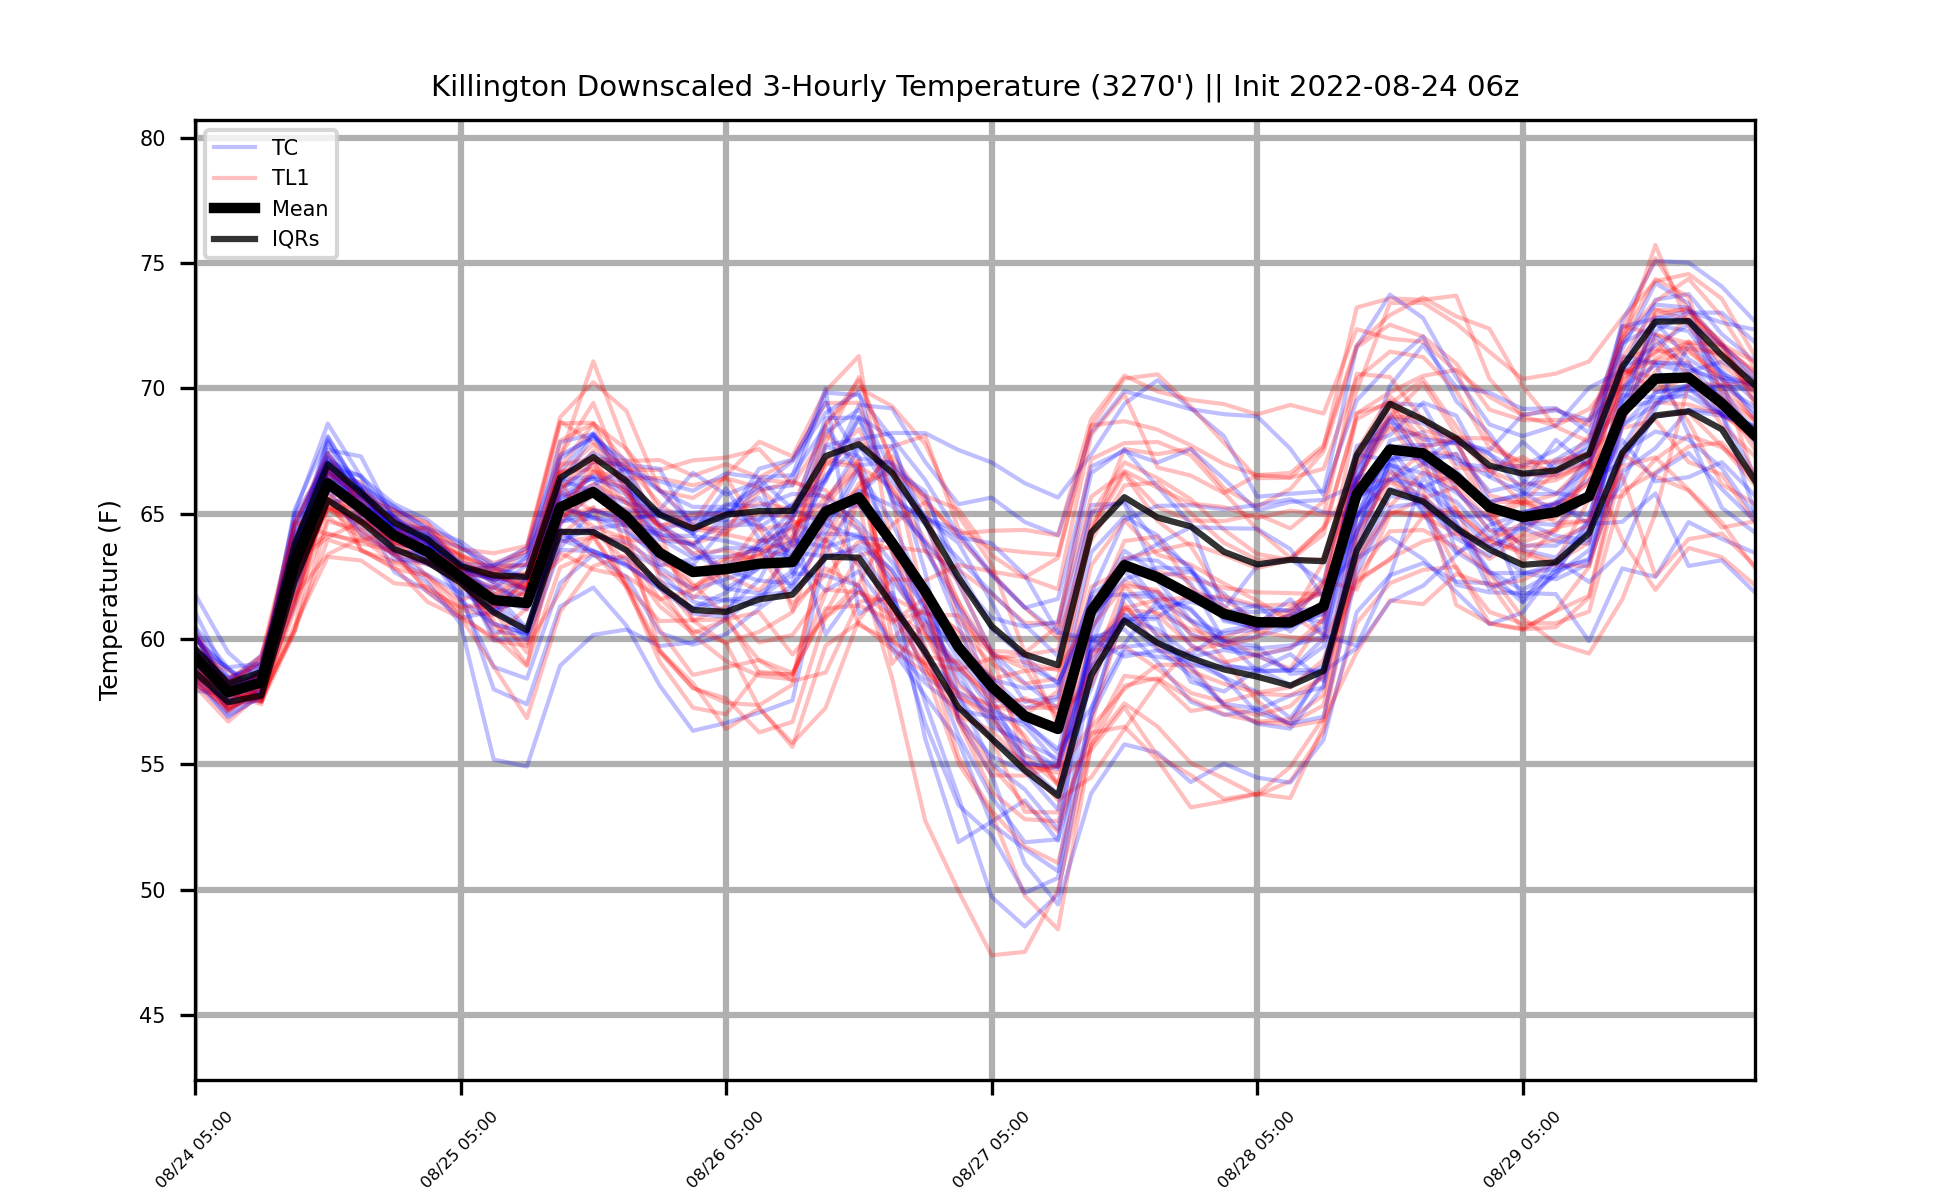 Killington Downscaled 3-Hourly Temperature (3270') || Init 2022-08-24 06z
TC
TL1
Mean
IQRs
Temperature (F)
80
75
70
65
60
55
50
45
08/24 05:00
08/25 05:00
08/26 05:00
08/27 05:00
08/28 05:00
08/29 05:00